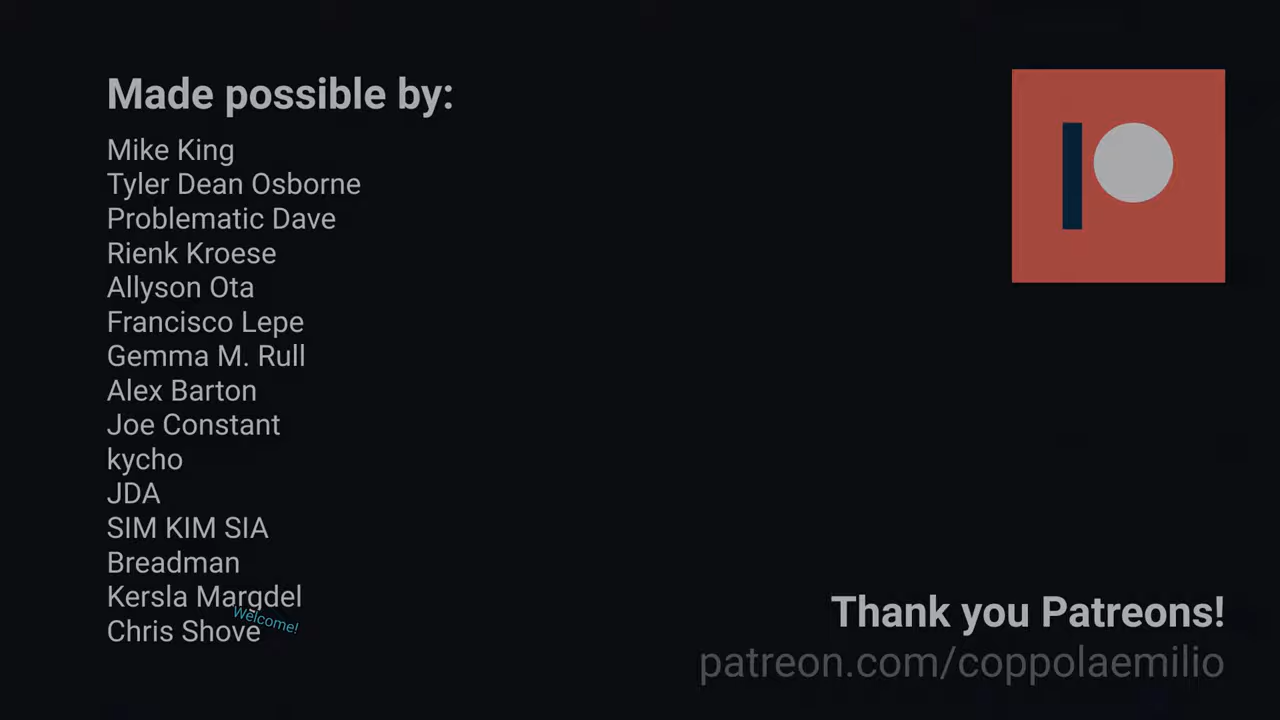 Made possible by:
Mike King
Tyler Dean Osborne
Problematic Dave
Rienk Kroese
Allyson Ota
Francisco Lepe
Gemma M. Rull
Alex Barton
Joe Constant
kycho
JDA
SIM KIM SIA
Breadman
Kersla Margdel
Welcome!
Chris Shove
Thank you Patreons!
patreon.com/coppolaemilio